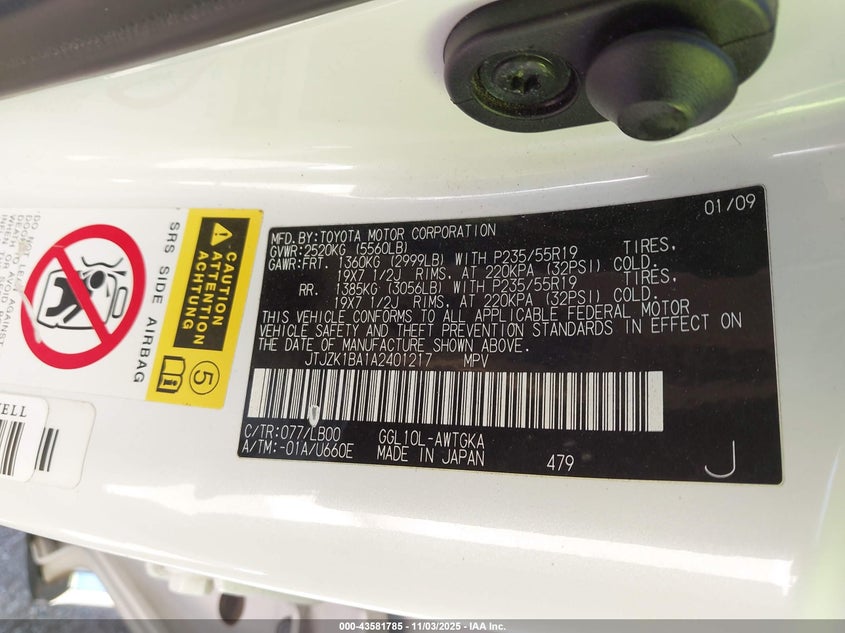 01/09
MFD.BY:TOYOTA MOTOR CORPORATION
GVWR:2520KG (5560LB)
GAWR:FRT. 1360KG (2999LB) WITH P235/55R19 TIRES,
19X7 1/2J RIMS, AT 220KPA (32PSI) COLD.
RR. 1385KG (3056LB) WITH P235/55R19 TIRES,
19X7 1/2J RIMS, AT 220KPA (32PSI) COLD.
THIS VEHICLE CONFORMS TO ALL APPLICABLE FEDERAL MOTOR
VEHICLE SAFETY AND THEFT PREVENTION STANDARDS IN EFFECT ON
THE DATE OF MANUFACTURE SHOWN ABOVE.
JTJZK1BA1A2401217 MPV
C/TR:077/LB00 GGL10L-AWTGKA
A/TM:-01A/U660E MADE IN JAPAN 479
J
CAUTION
ATTENTION
ACHTUNG
5
SRS SIDE AIRBAG
000-43581785 - 11/03/2025 - IAA Inc.